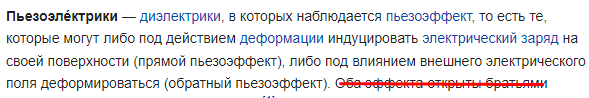 Пьезоэле́ктрики — диэлектрики, в которых наблюдается пьезоэффект, то есть те,
которые могут либо под действием деформации индуцировать электрический заряд на
своей поверхности (прямой пьезоэффект), либо под влиянием внешнего электрического
поля деформироваться (обратный пьезоэффект). Оба эффекта открыты братьями
[1]